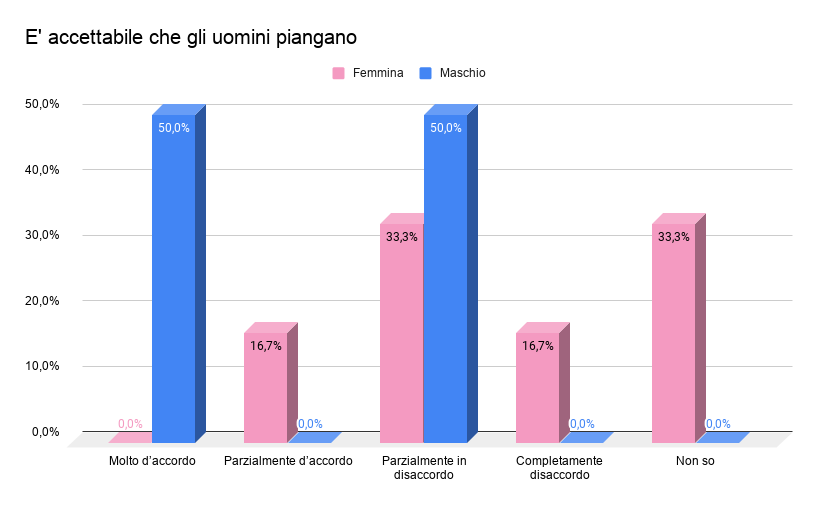 E' accettabile che gli uomini piangano
Femmina Maschio
50,0%
40,0%
30,0%
20,0%
10,0%
0,0%
0,0% 50,0%
16,7% 0,0%
33,3% 50,0%
16,7% 0,0%
33,3% 0,0%
Molto d’accordo
Parzialmente d’accordo
Parzialmente in
disaccordo
Completamente
disaccordo
Non so